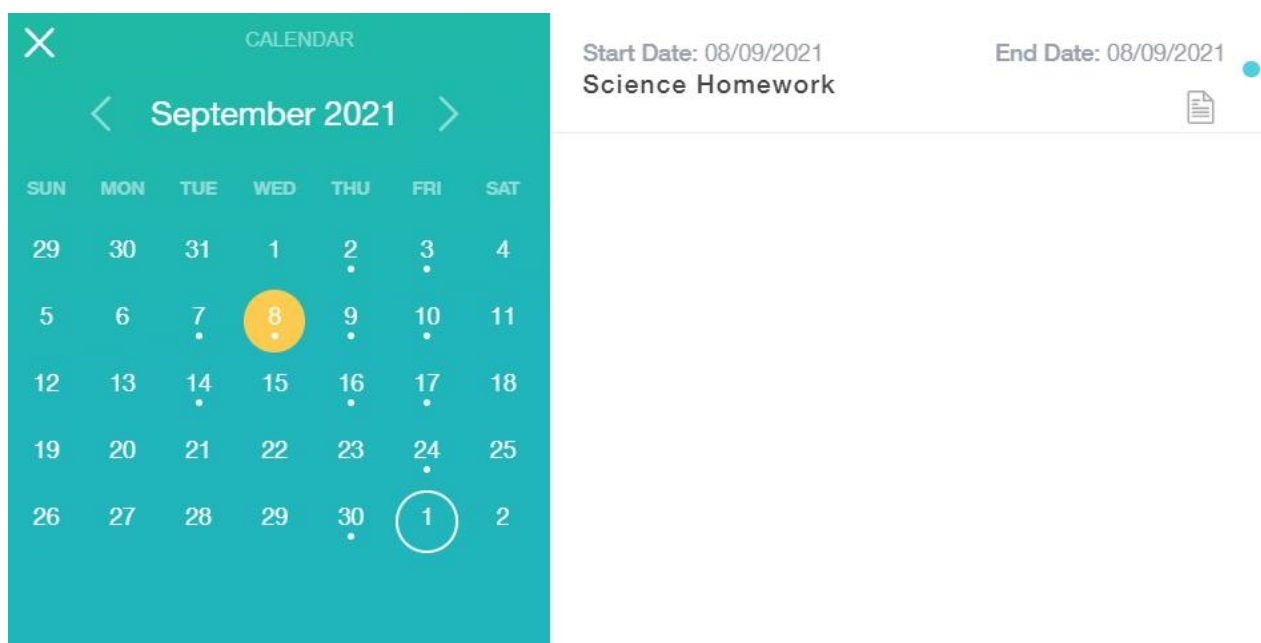 CALENDAR
September 2021
SUN MON TUE WED THU FRI SAT
29 30 31 1 2 3 4
5 6 7 8 9 10 11
12 13 14 15 16 17 18
19 20 21 22 23 24 25
26 27 28 29 30 1 2
Start Date: 08/09/2021 End Date: 08/09/2021
Science Homework